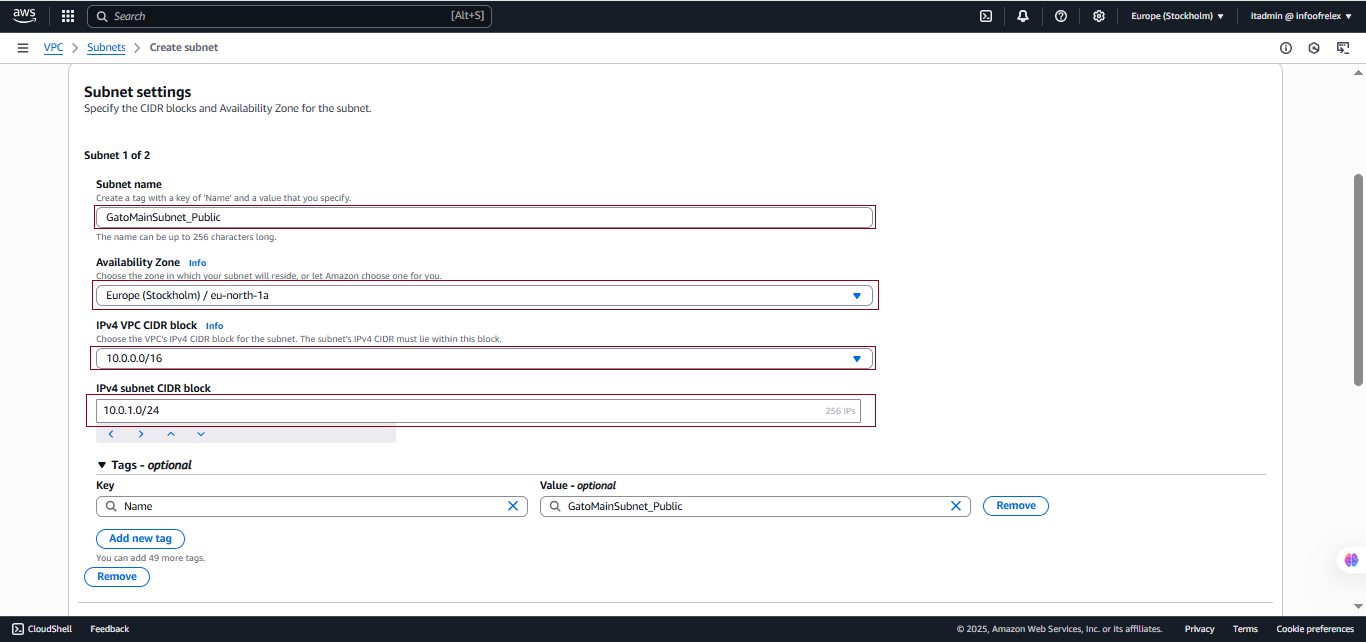 aws
Search [Alt+S] Europe (Stockholm) ▼ itadmin @ infoofrelex ▼
VPC > Subnets > Create subnet
Subnet settings
Specify the CIDR blocks and Availability Zone for the subnet.
Subnet 1 of 2
Subnet name
Create a tag with a key of 'Name' and a value that you specify.
GatoMainSubnet_Public
The name can be up to 256 characters long.
Availability Zone Info
Choose the zone in which your subnet will reside, or let Amazon choose one for you.
Europe (Stockholm) / eu-north-1a
IPv4 VPC CIDR block Info
Choose the VPC's IPv4 CIDR block for the subnet. The subnet's IPv4 CIDR must lie within this block.
10.0.0.0/16
IPv4 subnet CIDR block
10.0.1.0/24 256 IPs
Tags - optional
Key Value - optional
Name GatoMainSubnet_Public Remove
Add new tag
You can add 49 more tags.
Remove
CloudShell Feedback © 2025, Amazon Web Services, Inc. or its affiliates. Privacy Terms Cookie preferences